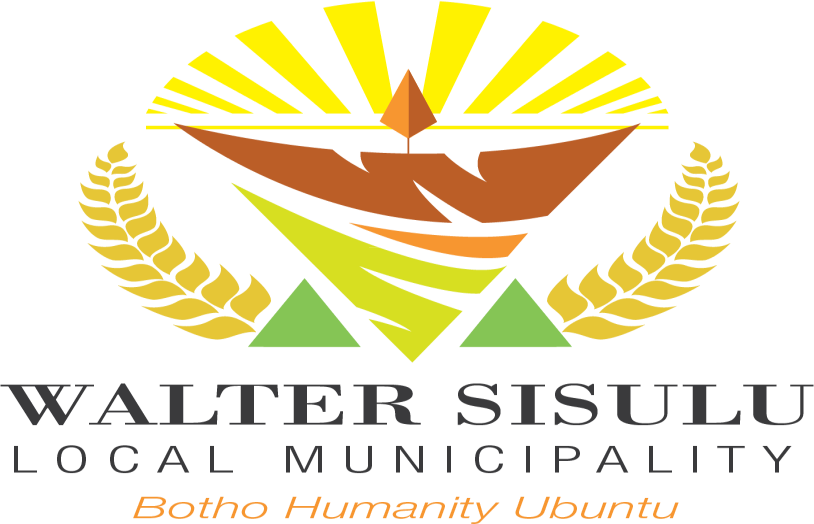 WALTER SISULU
LOCAL MUNICIPALITY
Botho Humanity Ubuntu